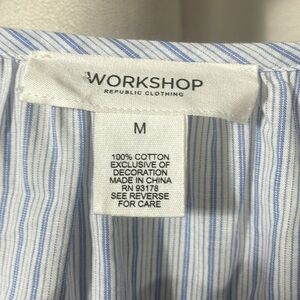 WORKSHOP
REPUBLIC CLOTHING
M
100% COTTON
EXCLUSIVE OF
DECORATION
MADE IN CHINA
RN 93178
SEE REVERSE
FOR CARE